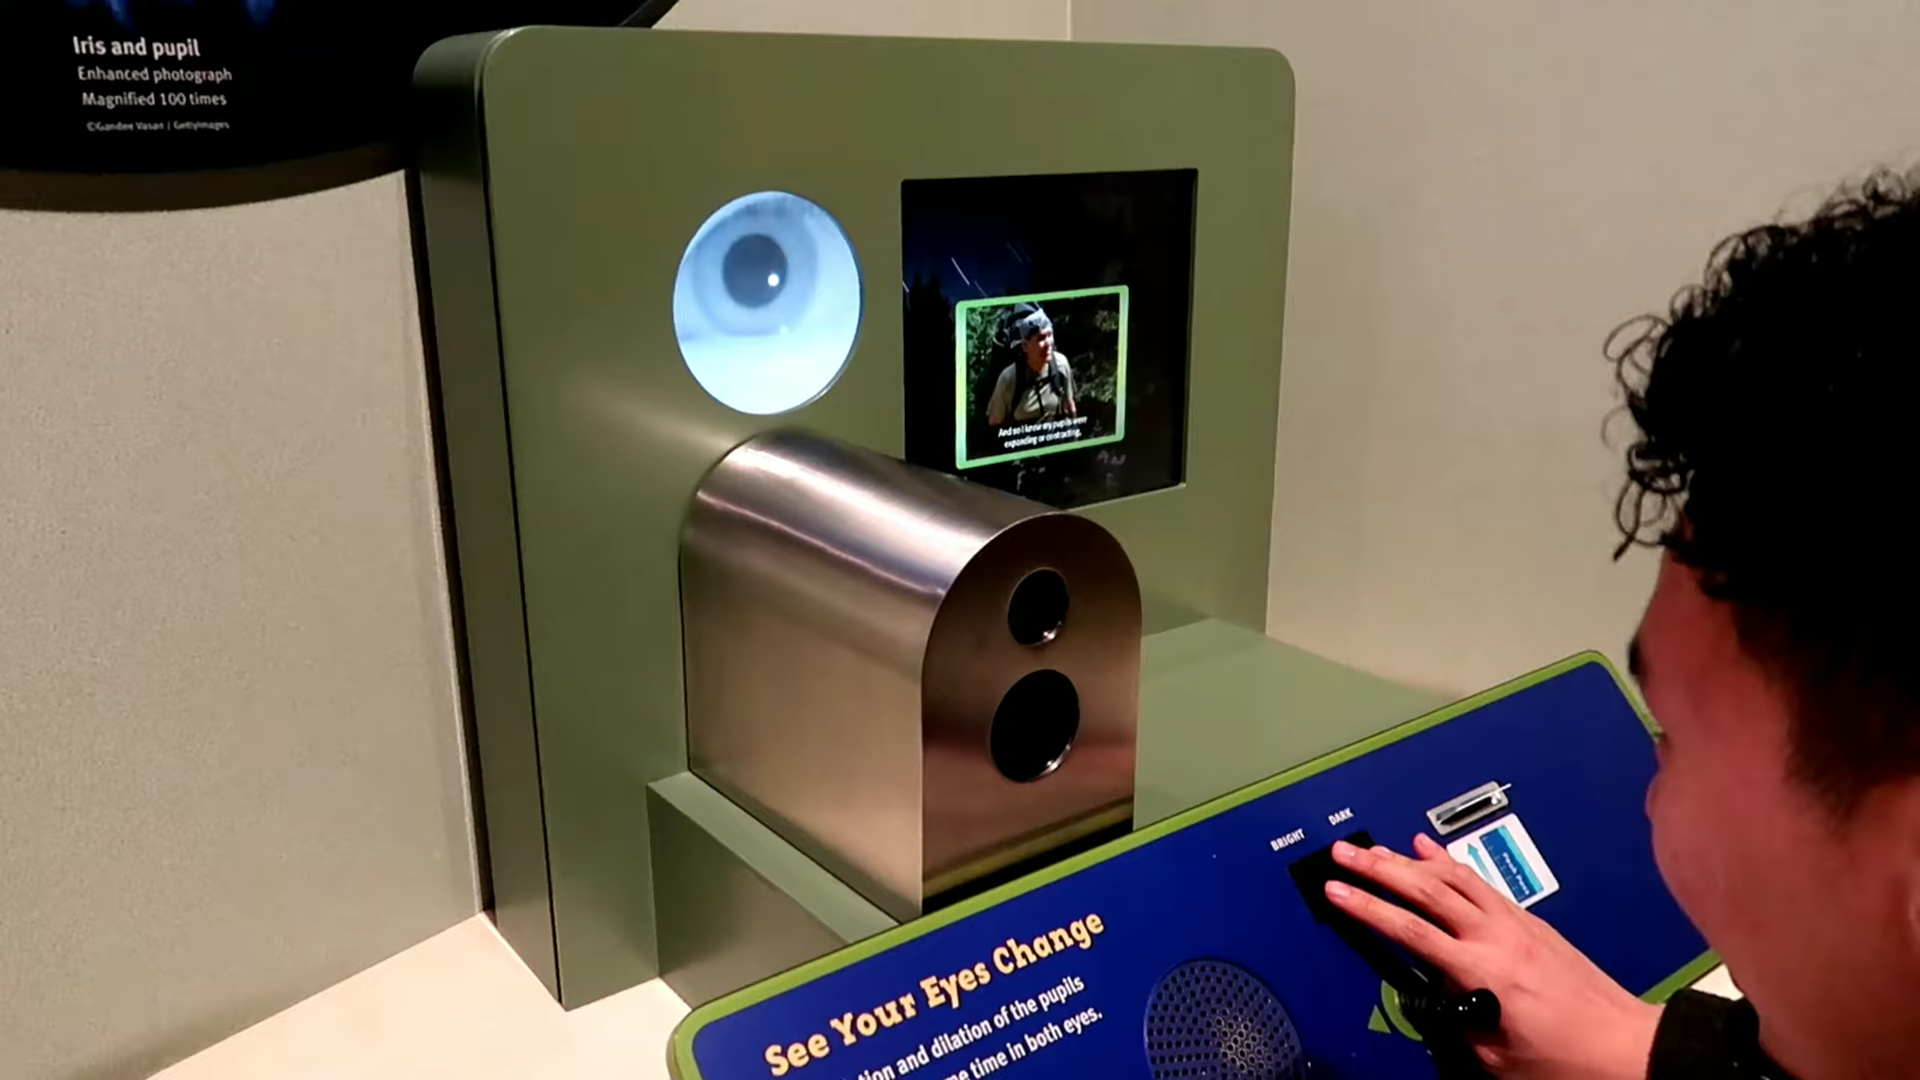 Iris and pupil
Enhanced photograph
Magnified 100 times
©Gandee Vasan | GettyImages
And so I know my pupils were
expanding or contracting.
BRIGHT
DARK
See Your Eyes Change
tion and dilation of the pupils
me time in both eyes.